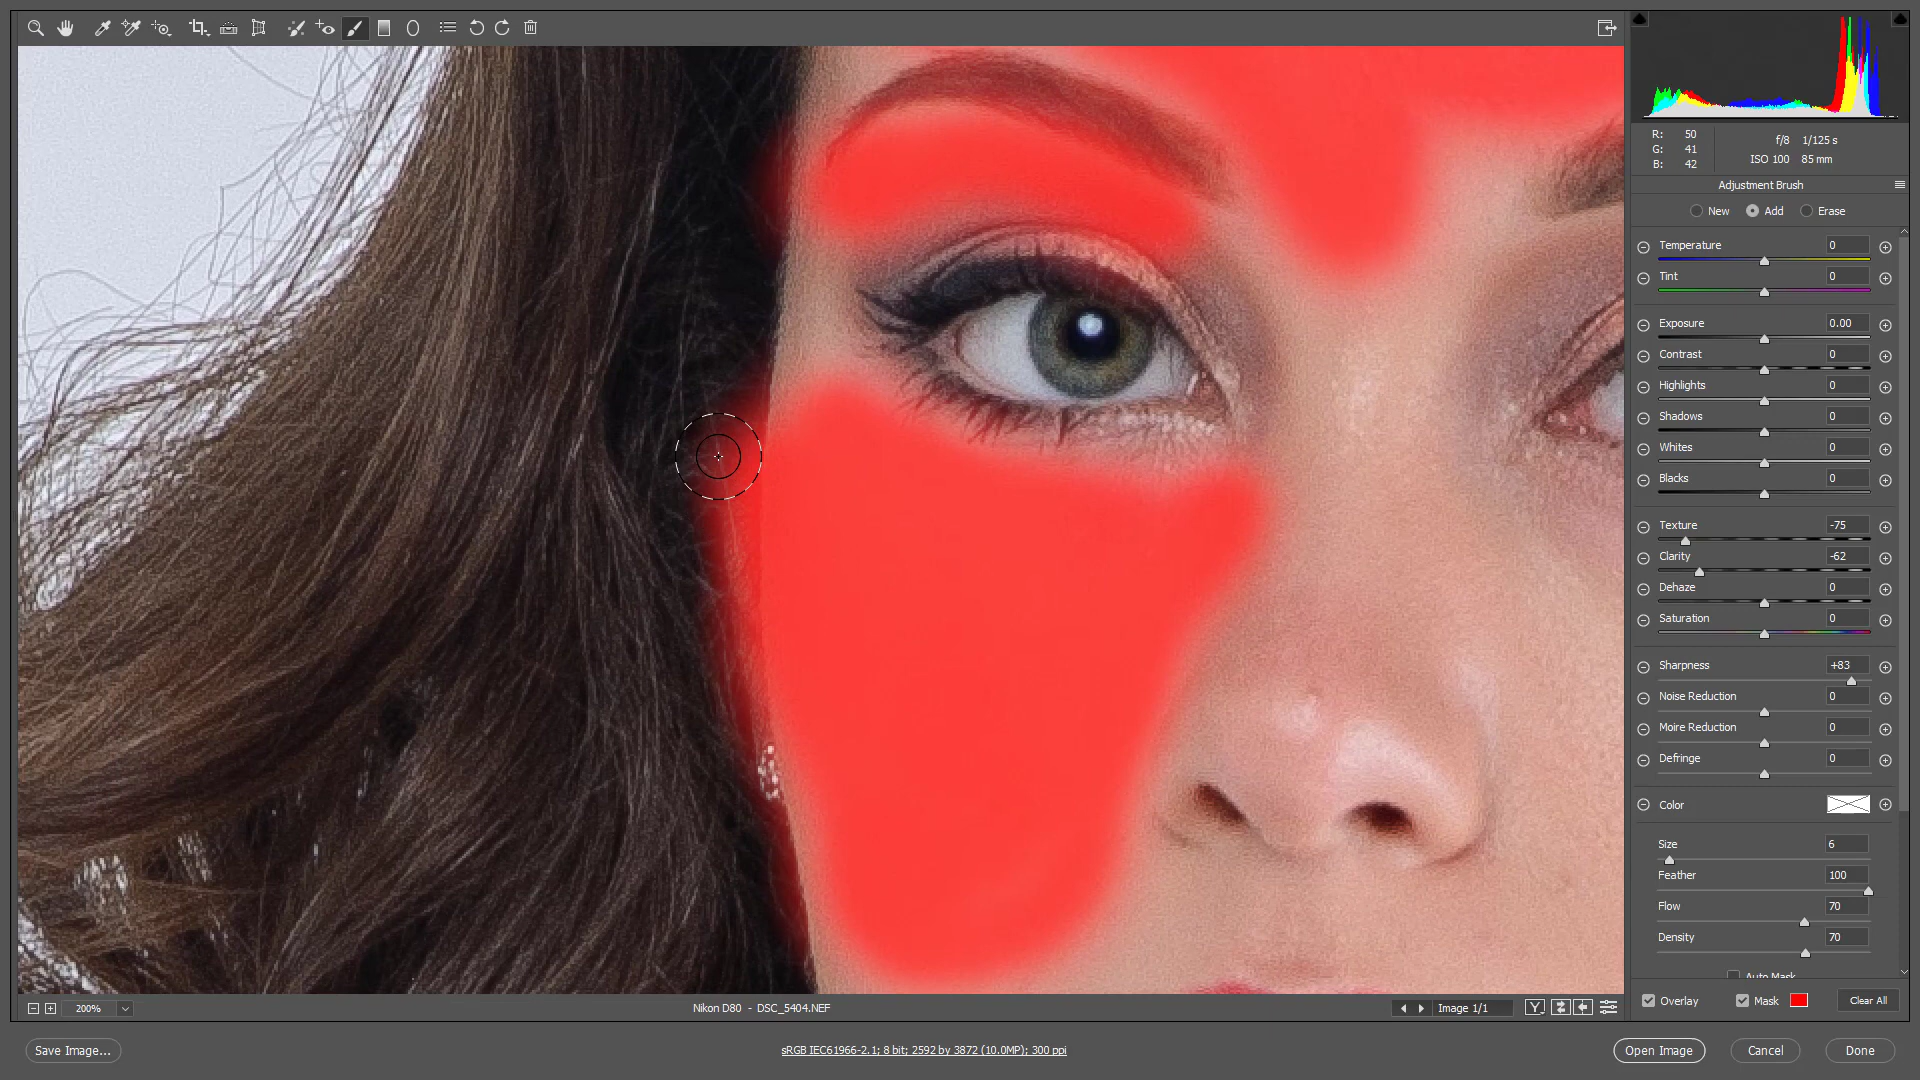 R: 50
G: 41
B: 42
f/8 1/125 s
ISO 100 85 mm
Adjustment Brush
New Add Erase
Temperature 0
Tint 0
Exposure 0.00
Contrast 0
Highlights 0
Shadows 0
Whites 0
Blacks 0
Texture -75
Clarity -62
Dehaze 0
Saturation 0
Sharpness +83
Noise Reduction 0
Moire Reduction 0
Defringe 0
Color
Size 6
Feather 100
Flow 70
Density 70
Auto Mask
Overlay Mask Clear All
200% Nikon D80 - DSC_5404.NEF Image 1/1 Y
Save Image... sRGB IEC61966-2.1; 8 bit; 2592 by 3872 (10.0MP); 300 ppi Open Image Cancel Done